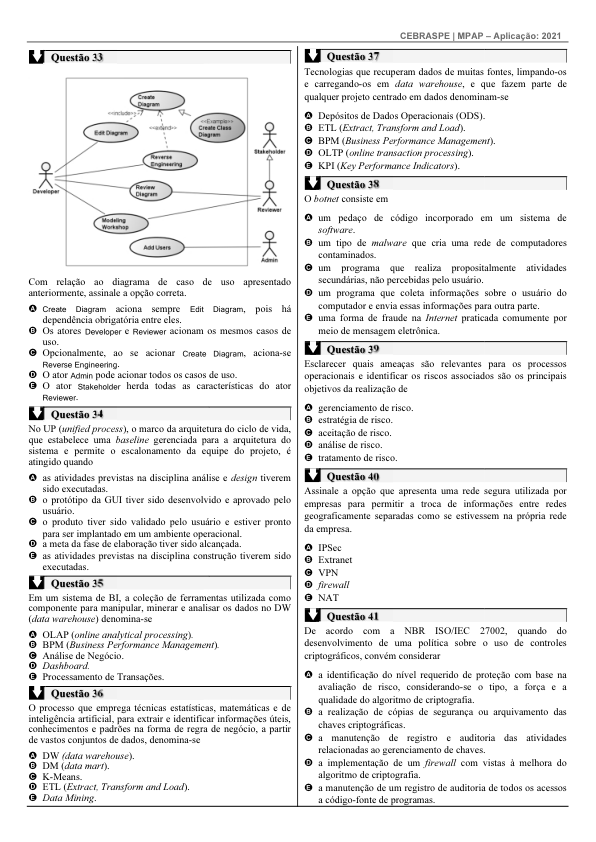 CEBRASPE | MPAP – Aplicação: 2021
Questão 33
Create
Diagram
<<include>>
<<extend>>
<<Example>>
Create Class
Diagram
Edit Diagram
Reverse
Engineering
Stakeholder
Developer
Review
Diagram
Reviewer
Modeling
Workshop
Add Users
Admin
Com relação ao diagrama de caso de uso apresentado
anteriormente, assinale a opção correta.
A Create Diagram aciona sempre Edit Diagram, pois há
dependência obrigatória entre eles.
B Os atores Developer e Reviewer acionam os mesmos casos de
uso.
C Opcionalmente, ao se acionar Create Diagram, aciona-se
Reverse Engineering.
D O ator Admin pode acionar todos os casos de uso.
E O ator Stakeholder herda todas as características do ator
Reviewer.
Questão 34
No UP (unified process), o marco da arquitetura do ciclo de vida,
que estabelece uma baseline gerenciada para a arquitetura do
sistema e permite o escalonamento da equipe do projeto, é
atingido quando
A as atividades previstas na disciplina análise e design tiverem
sido executadas.
B o protótipo da GUI tiver sido desenvolvido e aprovado pelo
usuário.
C o produto tiver sido validado pelo usuário e estiver pronto
para ser implantado em um ambiente operacional.
D a meta da fase de elaboração tiver sido alcançada.
E as atividades previstas na disciplina construção tiverem sido
executadas.
Questão 35
Em um sistema de BI, a coleção de ferramentas utilizada como
componente para manipular, minerar e analisar os dados no DW
(data warehouse) denomina-se
A OLAP (online analytical processing).
B BPM (Business Performance Management).
C Análise de Negócio.
D Dashboard.
E Processamento de Transações.
Questão 36
O processo que emprega técnicas estatísticas, matemáticas e de
inteligência artificial, para extrair e identificar informações úteis,
conhecimentos e padrões na forma de regra de negócio, a partir
de vastos conjuntos de dados, denomina-se
A DW (data warehouse).
B DM (data mart).
C K-Means.
D ETL (Extract, Transform and Load).
E Data Mining.
Questão 37
Tecnologias que recuperam dados de muitas fontes, limpando-os
e carregando-os em data warehouse, e que fazem parte de
qualquer projeto centrado em dados denominam-se
A Depósitos de Dados Operacionais (ODS).
B ETL (Extract, Transform and Load).
C BPM (Business Performance Management).
D OLTP (online transaction processing).
E KPI (Key Performance Indicators).
Questão 38
O botnet consiste em
A um pedaço de código incorporado em um sistema de
software.
B um tipo de malware que cria uma rede de computadores
contaminados.
C um programa que realiza propositalmente atividades
secundárias, não percebidas pelo usuário.
D um programa que coleta informações sobre o usuário do
computador e envia essas informações para outra parte.
E uma forma de fraude na Internet praticada comumente por
meio de mensagem eletrônica.
Questão 39
Esclarecer quais ameaças são relevantes para os processos
operacionais e identificar os riscos associados são os principais
objetivos da realização de
A gerenciamento de risco.
B estratégia de risco.
C aceitação de risco.
D análise de risco.
E tratamento de risco.
Questão 40
Assinale a opção que apresenta uma rede segura utilizada por
empresas para permitir a troca de informações entre redes
geograficamente separadas como se estivessem na própria rede
da empresa.
A IPSec
B Extranet
C VPN
D firewall
E NAT
Questão 41
De acordo com a NBR ISO/IEC 27002, quando do
desenvolvimento de uma política sobre o uso de controles
criptográficos, convém considerar
A a identificação do nível requerido de proteção com base na
avaliação de risco, considerando-se o tipo, a força e a
qualidade do algoritmo de criptografia.
B a realização de cópias de segurança ou arquivamento das
chaves criptográficas.
C a manutenção de registro e auditoria das atividades
relacionadas ao gerenciamento de chaves.
D a implementação de um firewall com vistas à melhora do
algoritmo de criptografia.
E a manutenção de um registro de auditoria de todos os acessos
a código-fonte de programas.